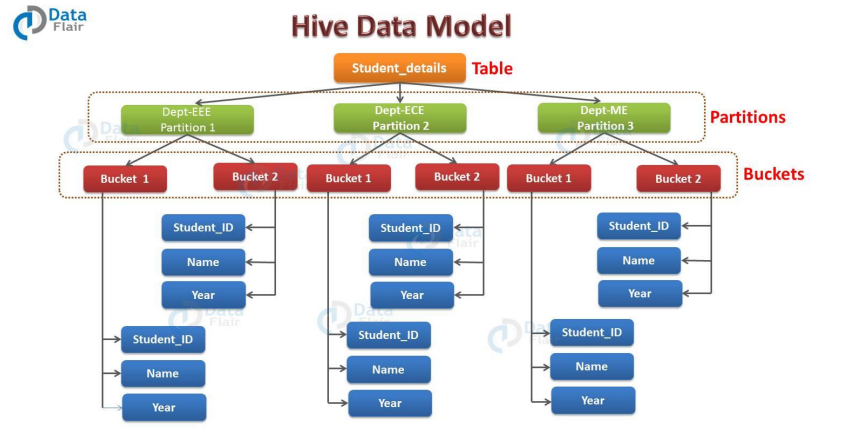 Data
Flair
Hive Data Model
Student_details
Table
Dept-EEE
Partition 1
Dept-ECE
Partition 2
Dept-ME
Partition 3
Partitions
Bucket 1
Bucket 2
Bucket 1
Bucket 2
Bucket 1
Bucket 2
Buckets
Student_ID
Name
Year
Student_ID
Name
Year
Student_ID
Name
Year
Student_ID
Name
Year
Student_ID
Name
Year
Student_ID
Name
Year